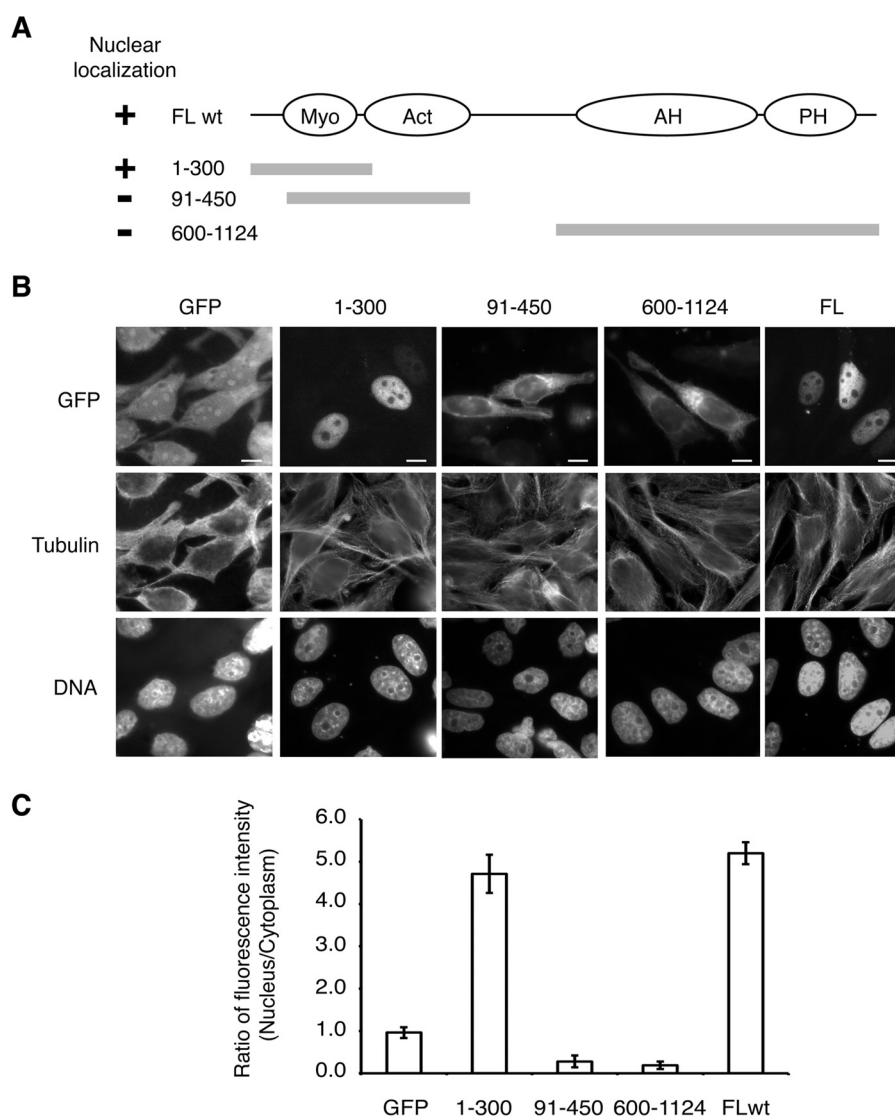 A
Nuclear
localization
+ FL wt Myo Act AH PH
+ 1-300
- 91-450
- 600-1124
B
GFP 1-300 91-450 600-1124 FL
GFP
Tubulin
DNA
C
Ratio of fluorescence intensity
(Nucleus/Cytoplasm)
6.0
5.0
4.0
3.0
2.0
1.0
0.0
GFP 1-300 91-450 600-1124 FLwt